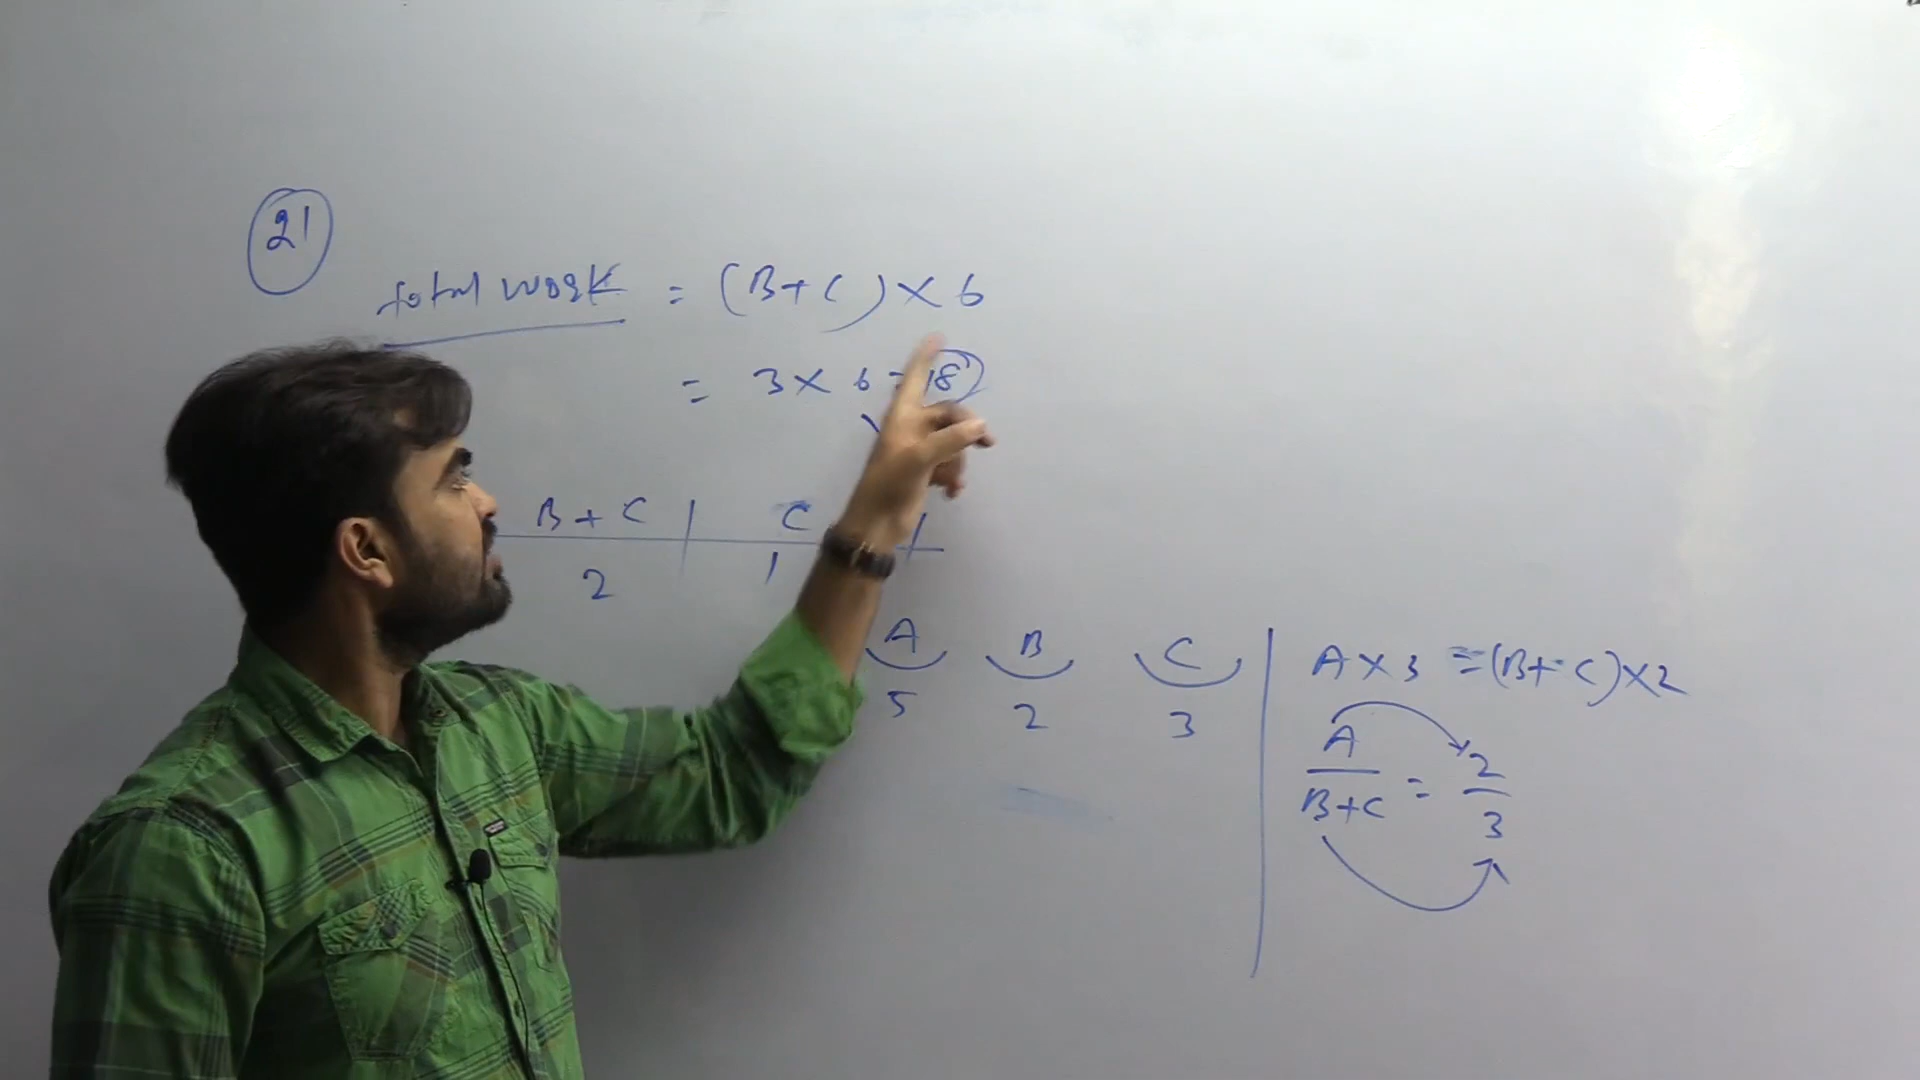 21
total work = (B+C) × 6
= 3 × 6 = 18
B + C | C |
2 1
A B C
5 2 3
A × 3 = (B+C) × 2
A/B+C = 2/3